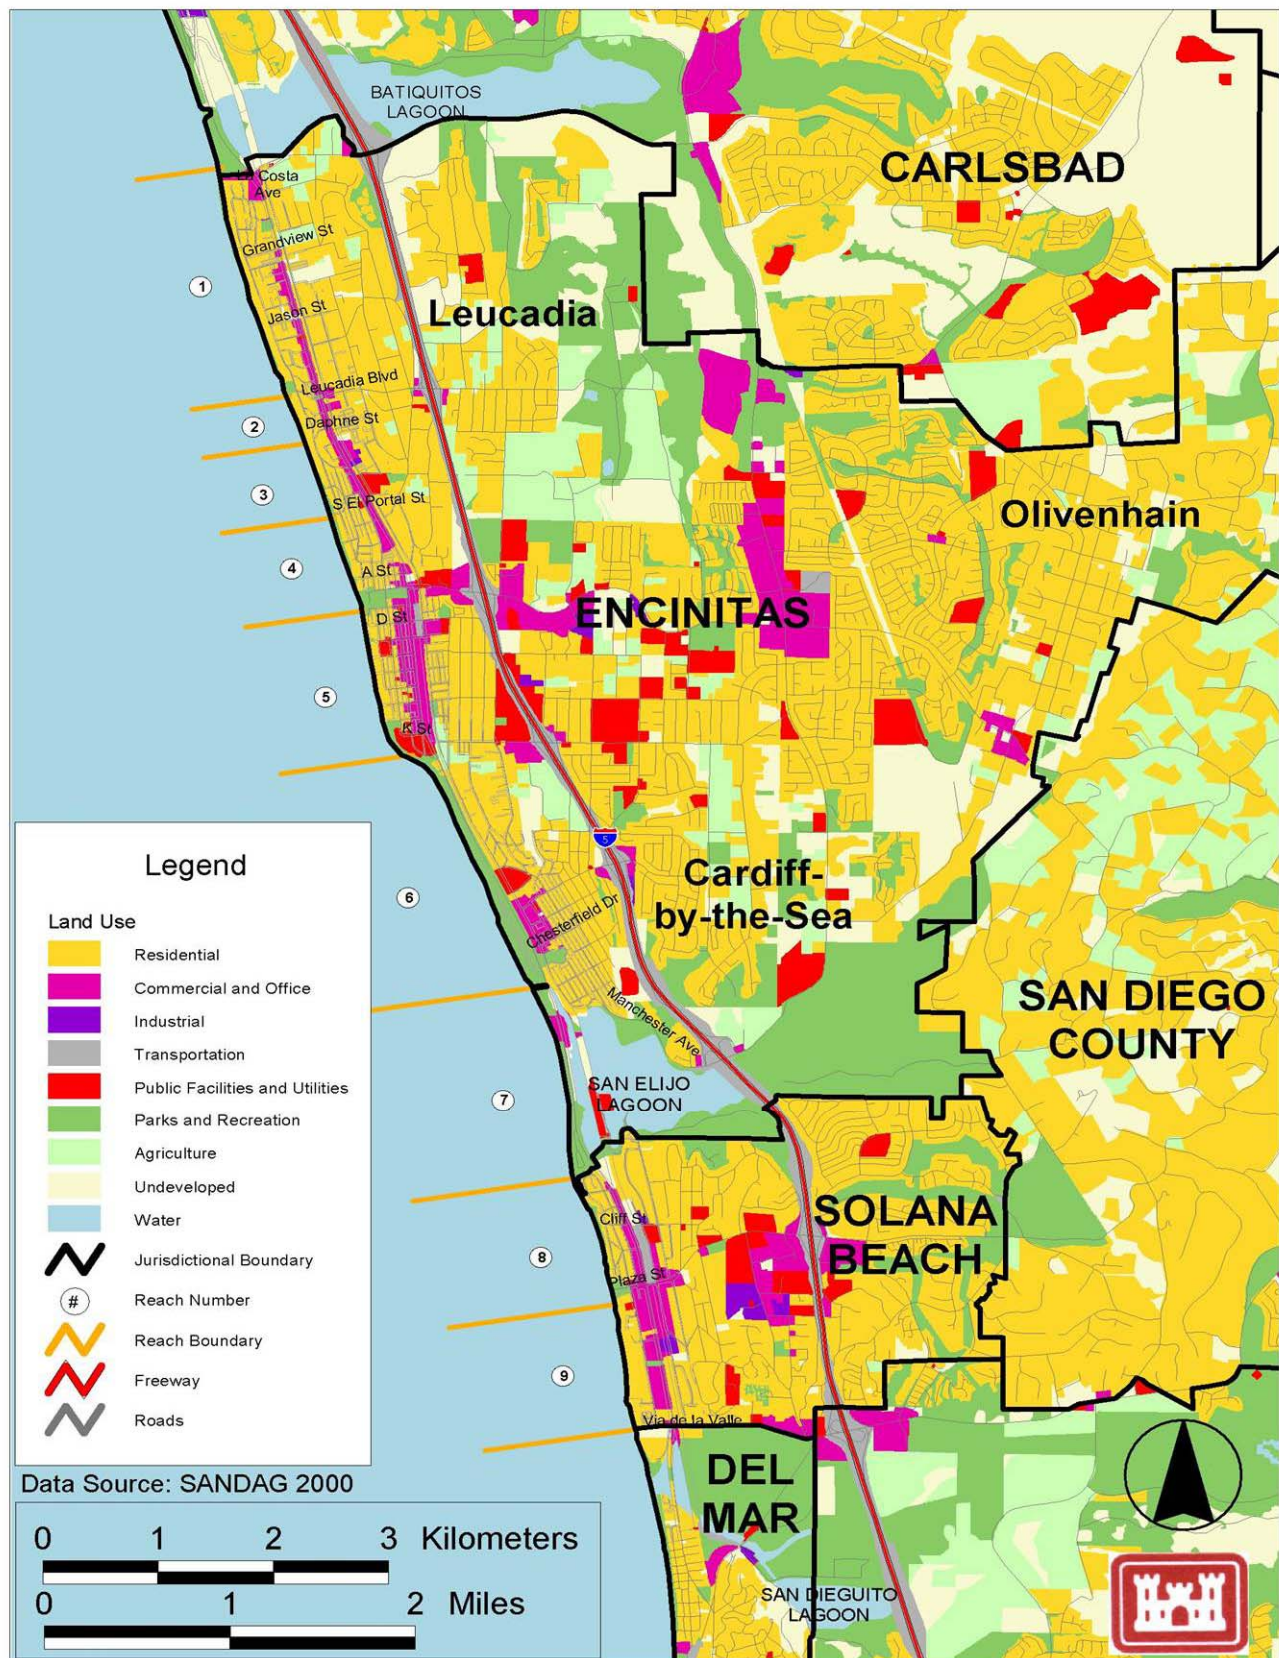 BATIQUITOS
LAGOON
CARLSBAD
La Costa
Ave
Grandview St
1
Leucadia
Jason St
Leucadia Blvd
2
Daphne St
3
S El Portal St
Olivenhain
4
A St
D St
ENCINITAS
5
K St
5
Cardiff-
by-the-Sea
6
Chesterfield Dr
SAN DIEGO
COUNTY
Manchester Ave
SAN ELIJO
LAGOON
7
SOLANA
BEACH
Cliff St
8
Plaza St
9
Via de la Valle
DEL
MAR
SAN DIEGUITO
LAGOON
Legend
Land Use
Residential
Commercial and Office
Industrial
Transportation
Public Facilities and Utilities
Parks and Recreation
Agriculture
Undeveloped
Water
Jurisdictional Boundary
# Reach Number
Reach Boundary
Freeway
Roads
Data Source: SANDAG 2000
0 1 2 3 Kilometers
0 1 2 Miles